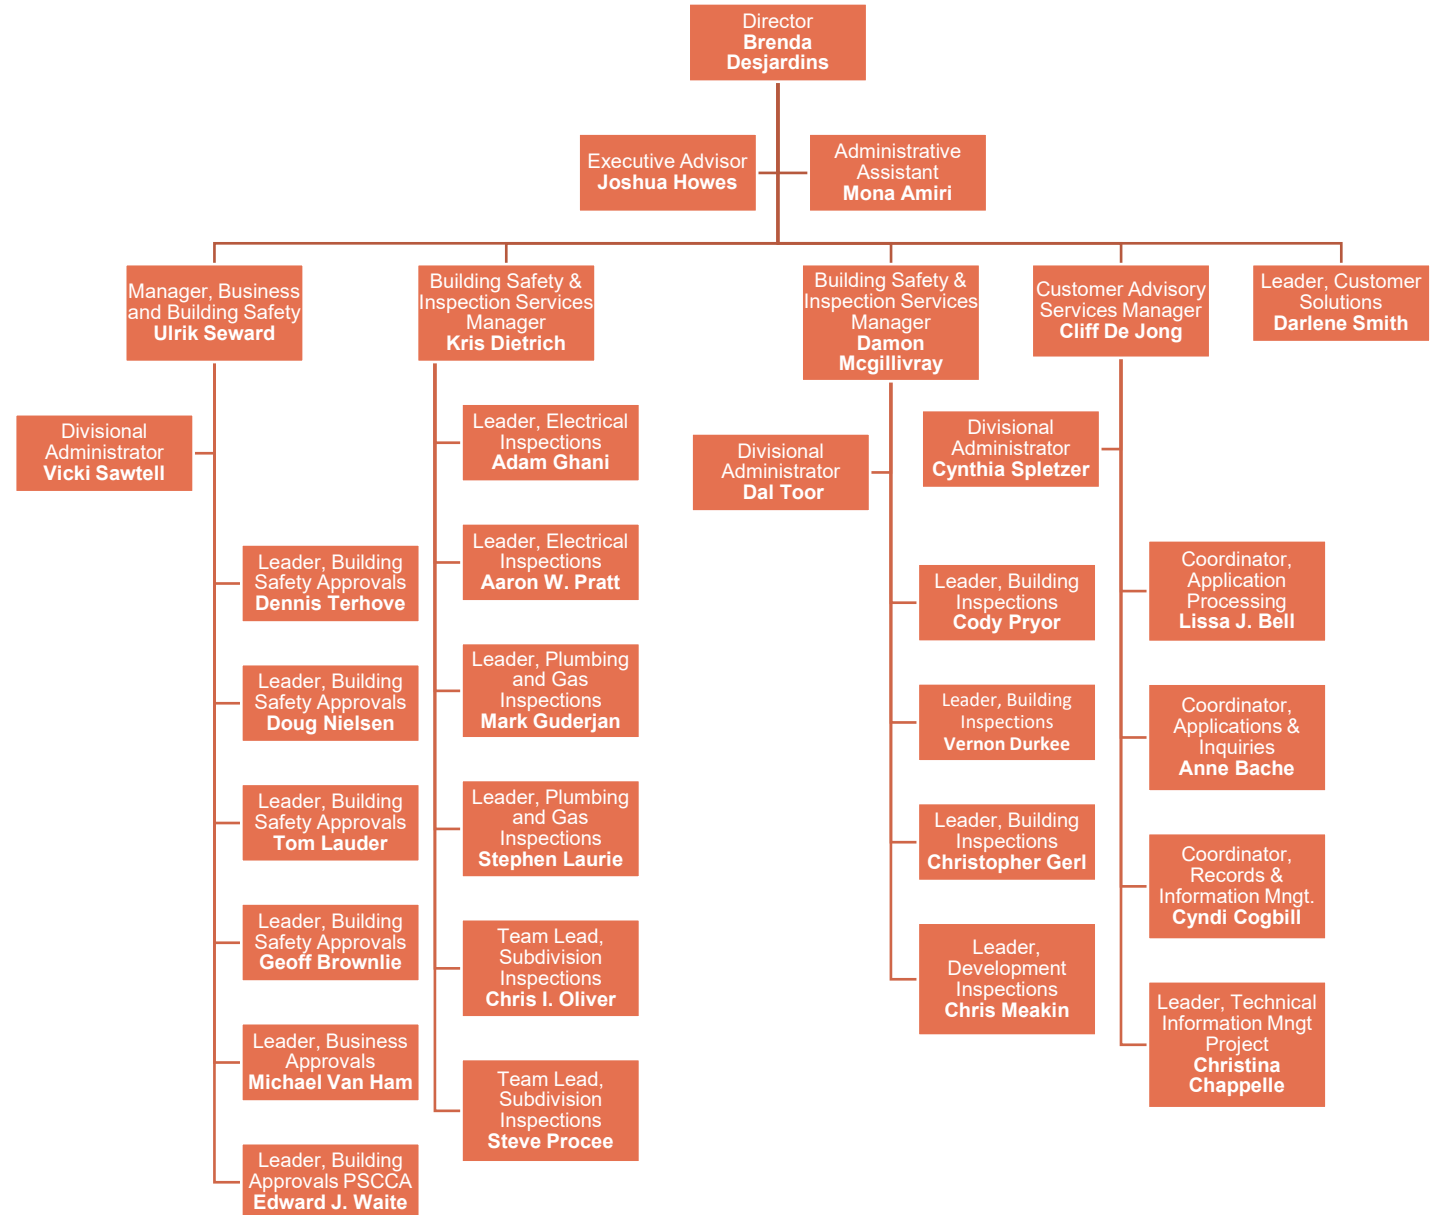 Director
Brenda
Desjardins
Executive Advisor
Joshua Howes
Administrative
Assistant
Mona Amiri
Manager, Business
and Building Safety
Ulrik Seward
Building Safety &
Inspection Services
Manager
Kris Dietrich
Building Safety &
Inspection Services
Manager
Damon
Mcgillivray
Customer Advisory
Services Manager
Cliff De Jong
Leader, Customer
Solutions
Darlene Smith
Divisional
Administrator
Vicki Sawtell
Leader, Building
Safety Approvals
Dennis Terhove
Leader, Building
Safety Approvals
Doug Nielsen
Leader, Building
Safety Approvals
Tom Lauder
Leader, Building
Safety Approvals
Geoff Brownlie
Leader, Business
Approvals
Michael Van Ham
Leader, Building
Approvals PSCCA
Edward J. Waite
Leader, Electrical
Inspections
Adam Ghani
Leader, Electrical
Inspections
Aaron W. Pratt
Leader, Plumbing
and Gas
Inspections
Mark Guderjan
Leader, Plumbing
and Gas
Inspections
Stephen Laurie
Team Lead,
Subdivision
Inspections
Chris I. Oliver
Team Lead,
Subdivision
Inspections
Steve Procee
Divisional
Administrator
Dal Toor
Leader, Building
Inspections
Cody Pryor
Leader, Building
Inspections
Vernon Durkee
Leader, Building
Inspections
Christopher Gerl
Leader,
Development
Inspections
Chris Meakin
Divisional
Administrator
Cynthia Spletzer
Coordinator,
Application
Processing
Lissa J. Bell
Coordinator,
Applications &
Inquiries
Anne Bache
Coordinator,
Records &
Information Mngt.
Cyndi Cogbill
Leader, Technical
Information Mngt
Project
Christina
Chappelle